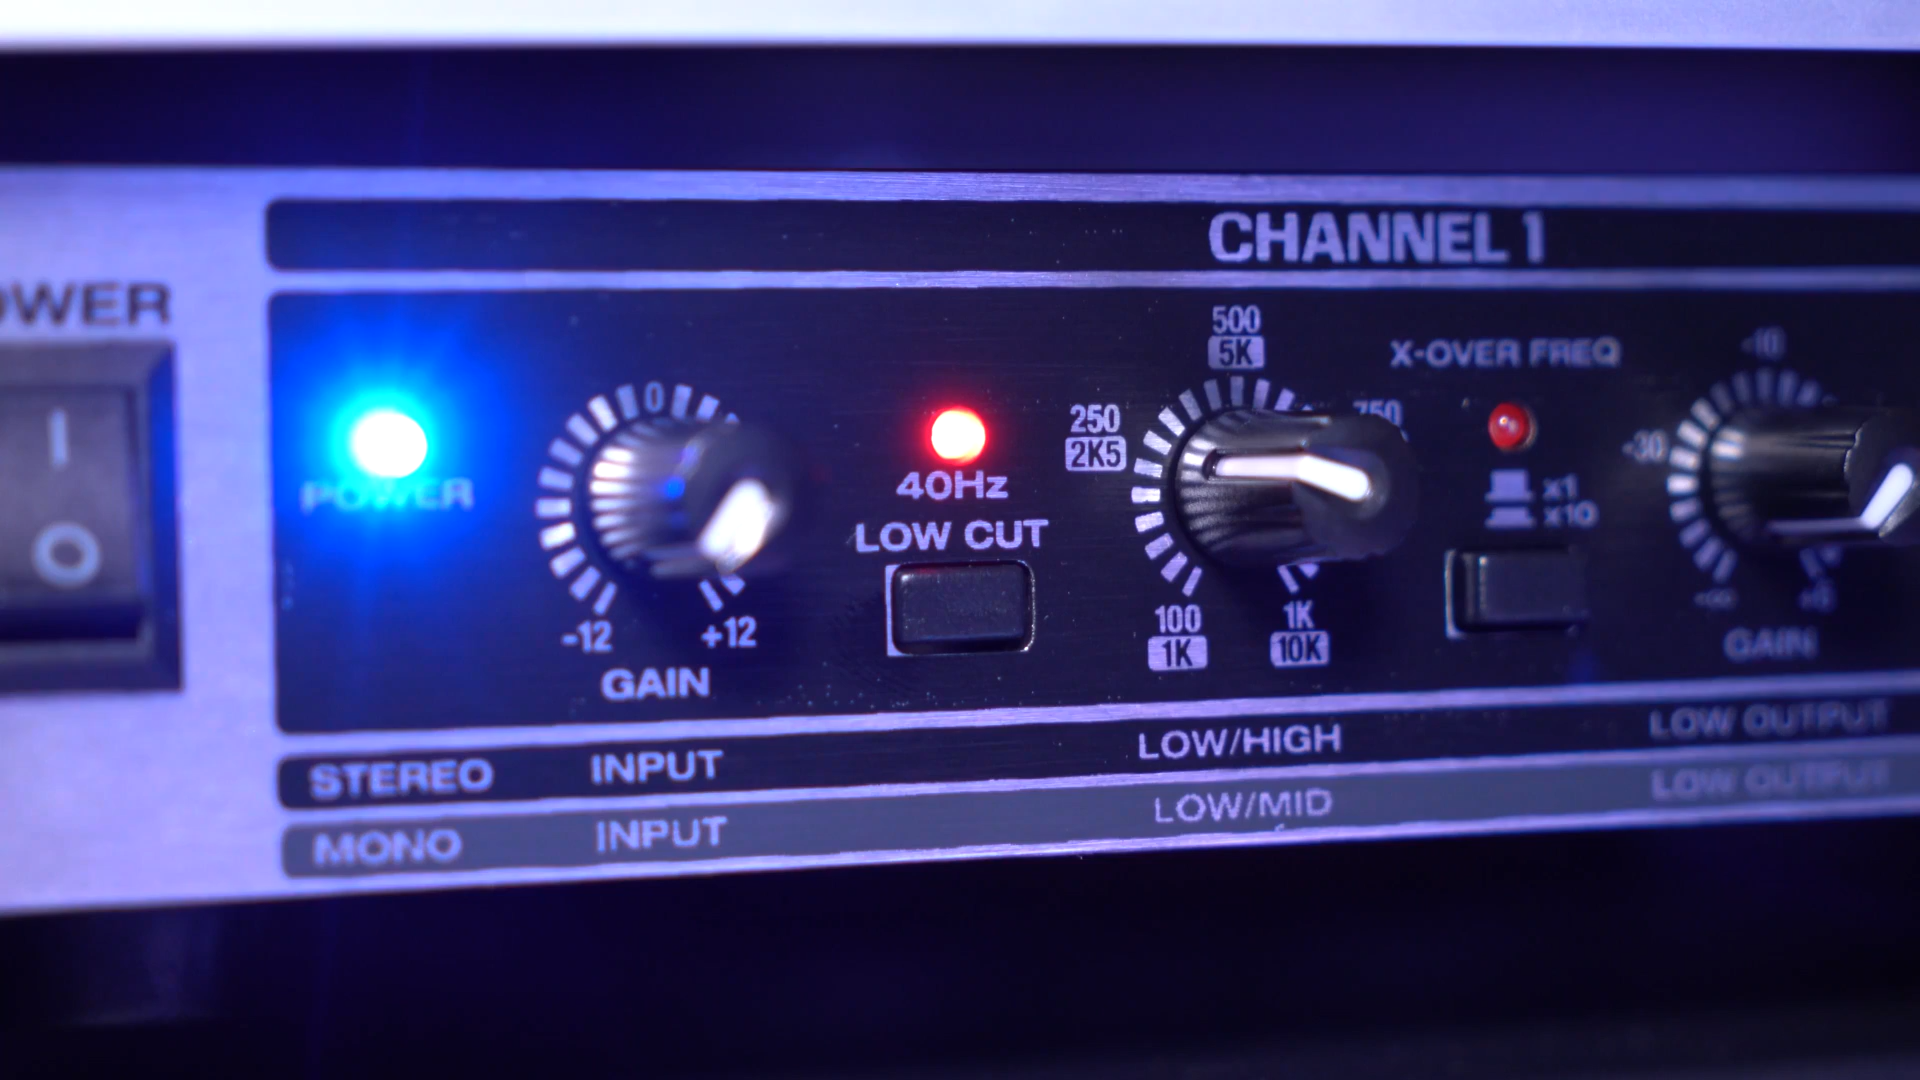 CHANNEL 1
OWER
I
O
POWER
0
-12
+12
GAIN
40Hz
LOW CUT
500
5K
250
2K5
750
100
1K
1K
10K
X-OVER FREQ
x1
x10
-10
-30
-∞
GAIN
STEREO INPUT LOW/HIGH LOW OUTPUT
MONO INPUT LOW/MID LOW OUTPUT